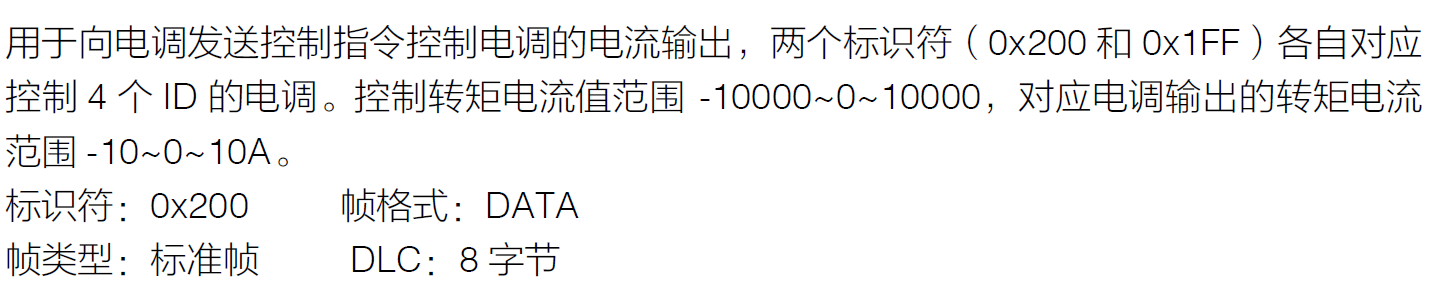 用于向电调发送控制指令控制电调的电流输出，两个标识符（0x200 和 0x1FF）各自对应
控制 4 个 ID 的电调。控制转矩电流值范围 -10000~0~10000，对应电调输出的转矩电流
范围 -10~0~10A。
标识符：0x200 帧格式：DATA
帧类型：标准帧 DLC：8 字节